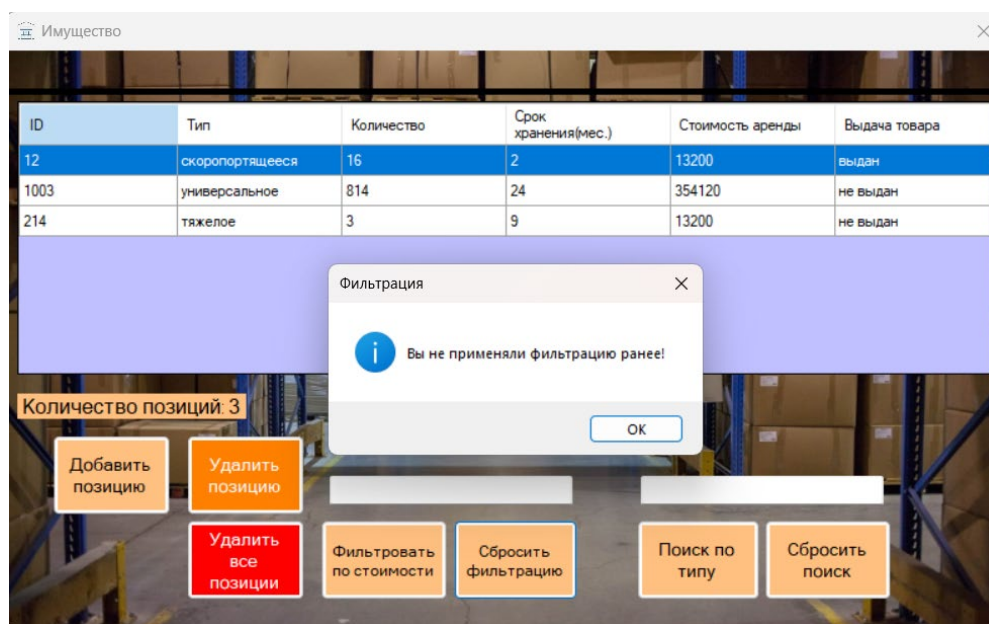 Имущество
ID Тип Количество Срок хранения(мес.) Стоимость аренды Выдача товара
12 скоропортящееся 16 2 13200 выдан
1003 универсальное 814 24 354120 не выдан
214 тяжелое 3 9 13200 не выдан
Фильтрация
Вы не применяли фильтрацию ранее!
ОК
Количество позиций: 3
Добавить
позицию
Удалить
позицию
Удалить
все
позиции
Фильтровать
по стоимости
Сбросить
фильтрацию
Поиск по
типу
Сбросить
поиск